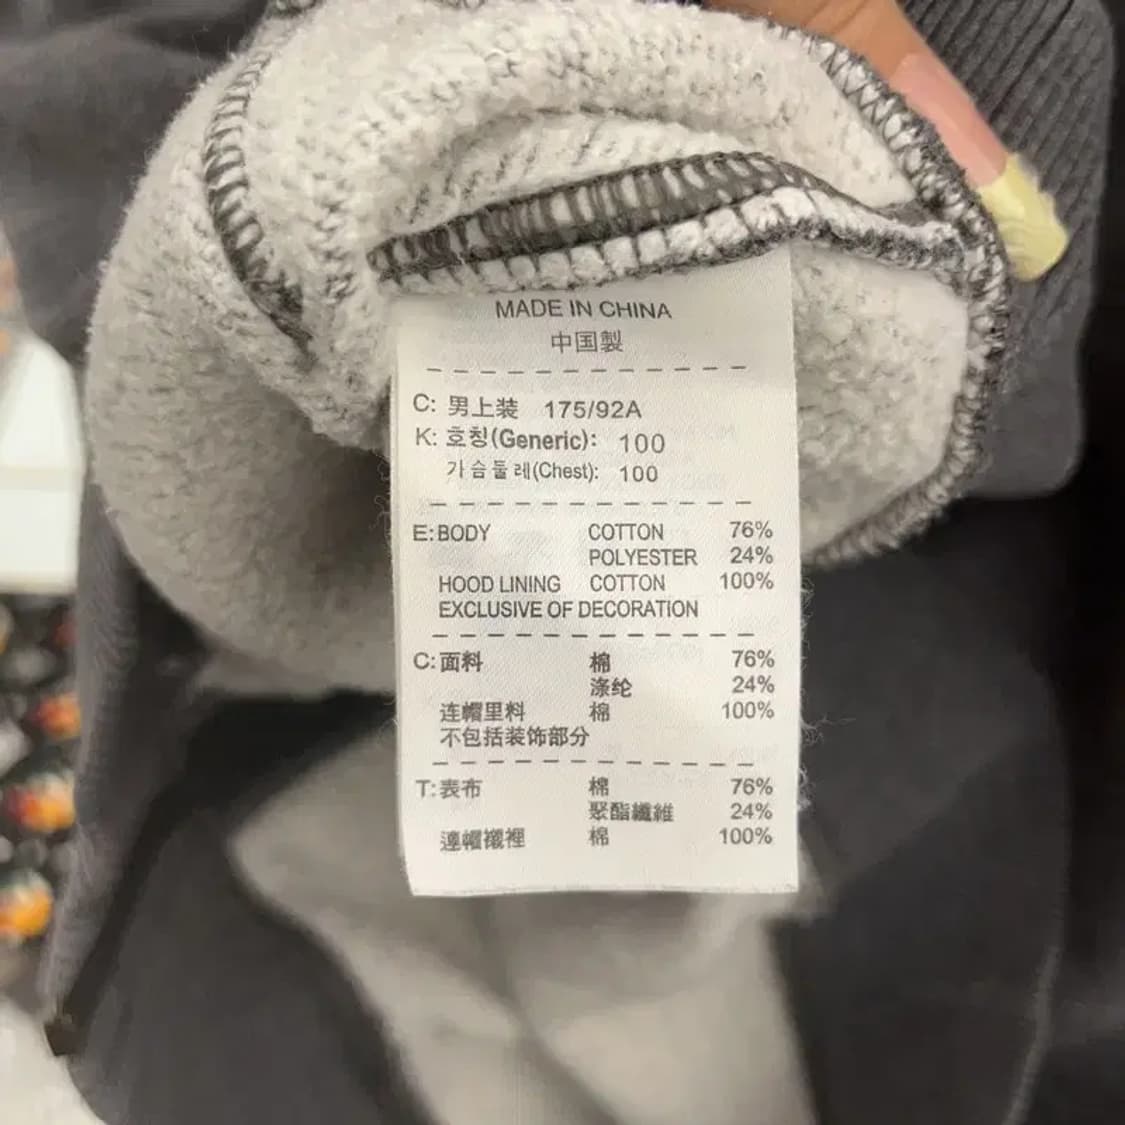 MADE IN CHINA
中国製
C: 男上装 175/92A
K: 호칭(Generic): 100
가슴둘레(Chest): 100
E: BODY COTTON 76%
POLYESTER 24%
HOOD LINING COTTON 100%
EXCLUSIVE OF DECORATION
C: 面料 棉 76%
涤纶 24%
连帽里料 棉 100%
不包括装饰部分
T: 表布 棉 76%
聚酯纖維 24%
連帽襯裡 棉 100%